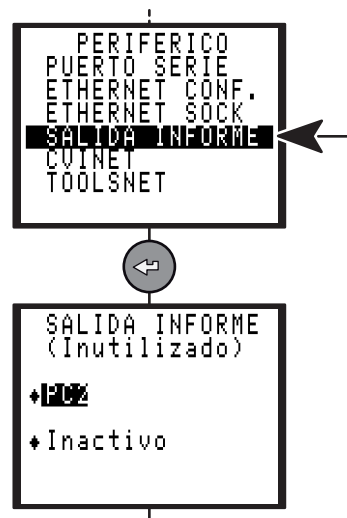 PERIFERICO
PUERTO SERIE
ETHERNET CONF.
ETHERNET SOCK
SALIDA INFORME
CVINET
TOOLSNET
SALIDA INFORME
(Inutilizado)
♦PC2
♦Inactivo